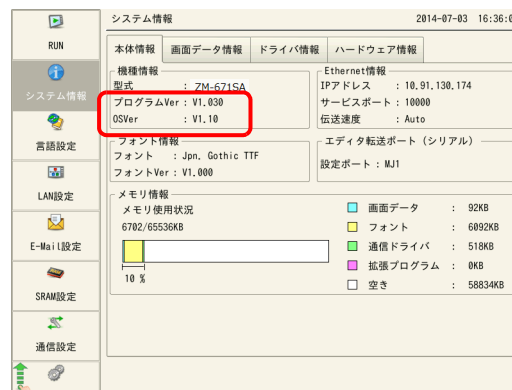 システム情報 2014-07-03 16:36:0
RUN
システム情報
言語設定
LAN設定
E-Mail設定
SRAM設定
通信設定
本体情報 画面データ情報 ドライバ情報 ハードウェア情報
機種情報
型式 : ZM-671SA
プログラムVer : V1.030
OSVer : V1.10
Ethernet情報
IPアドレス : 10.91.130.174
サービスポート : 10000
伝送速度 : Auto
フォント情報
フォント : Jpn. Gothic TTF
フォントVer : V1.000
エディタ転送ポート (シリアル)
設定ポート : MJ1
メモリ情報
メモリ使用状況
6702/65536KB
10 %
画面データ : 92KB
フォント : 6092KB
通信ドライバ : 518KB
拡張プログラム : 0KB
空き : 58834KB